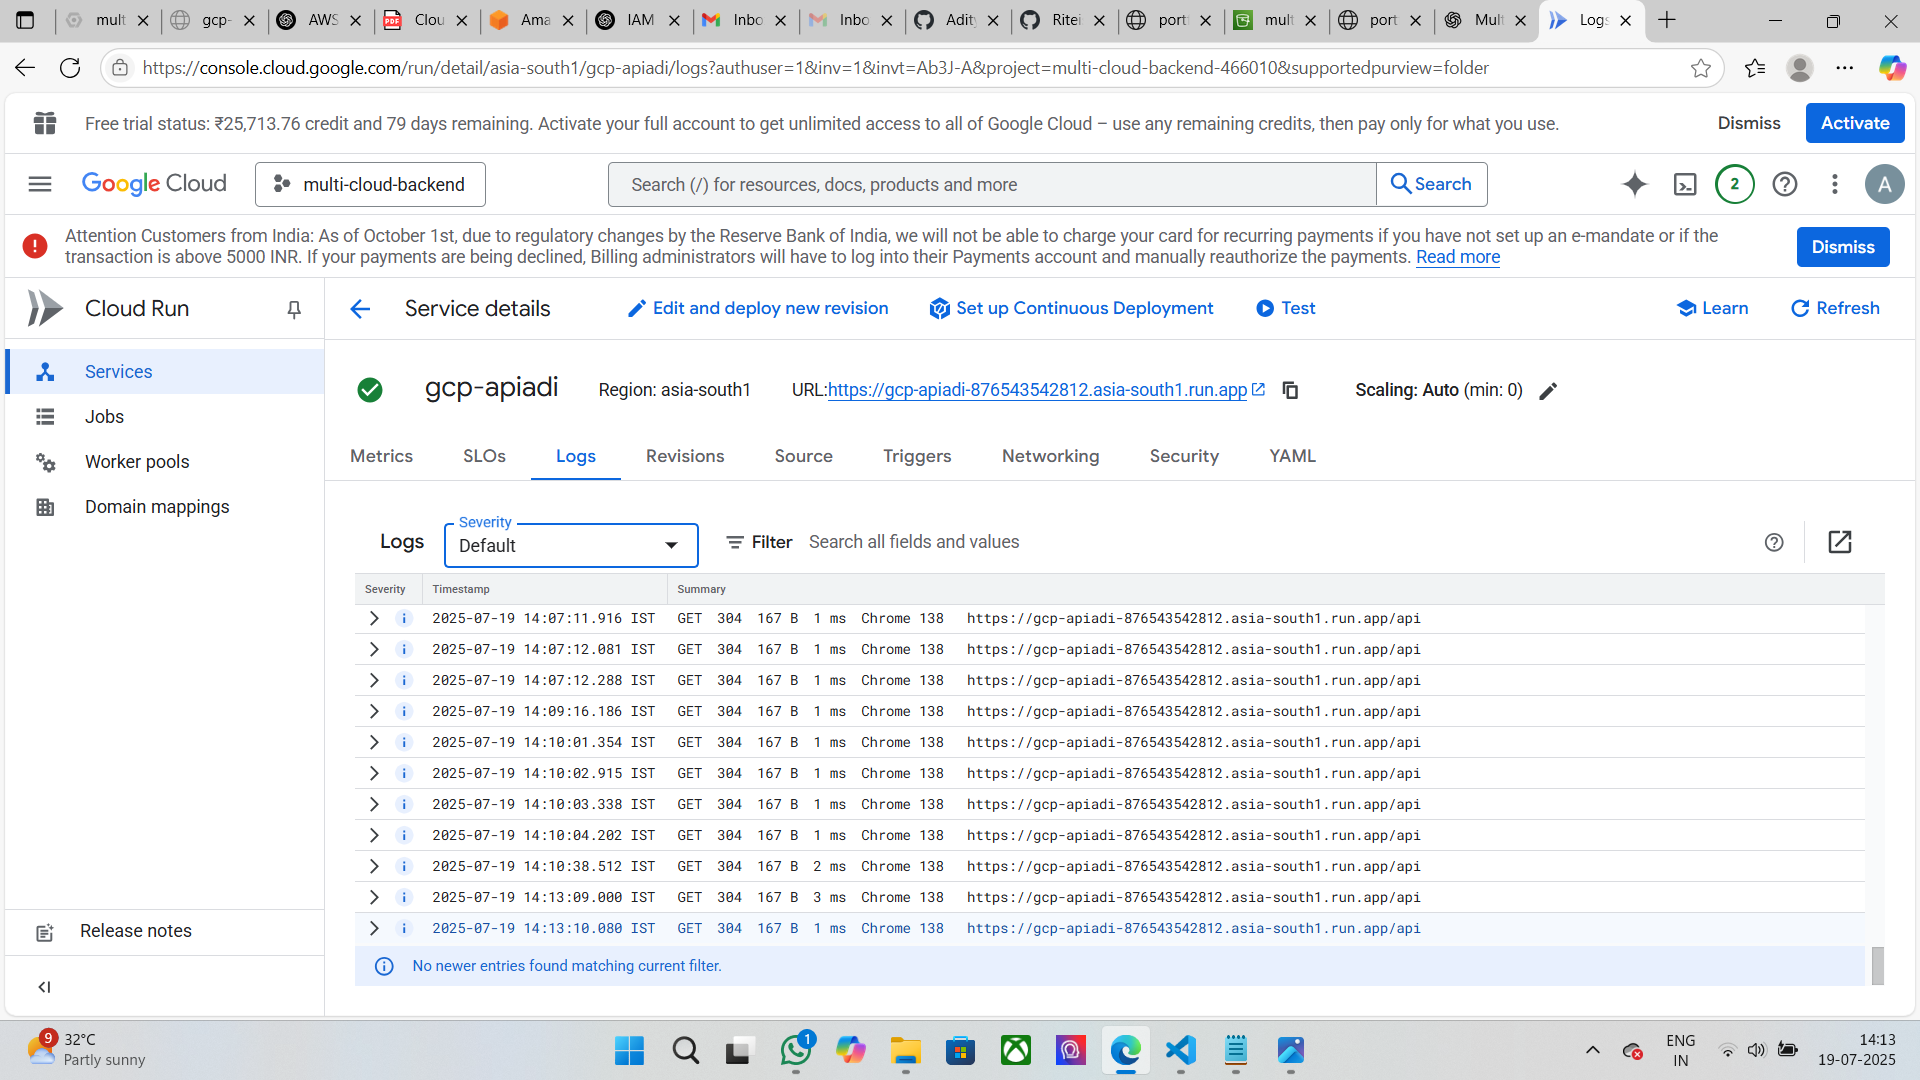 mult
gcp-
AWS
Clou
Ama
IAM
Inbo
Inbo
Adity
Ritei
port
mult
port
Mult
Logs
https://console.cloud.google.com/run/detail/asia-south1/gcp-apiadi/logs?authuser=1&inv=1&invt=Ab3J-A&project=multi-cloud-backend-466010&supportedpurview=folder
Free trial status: ₹25,713.76 credit and 79 days remaining. Activate your full account to get unlimited access to all of Google Cloud – use any remaining credits, then pay only for what you use.
Dismiss
Activate
Google Cloud
multi-cloud-backend
Search (/) for resources, docs, products and more
Search
2
A
Attention Customers from India: As of October 1st, due to regulatory changes by the Reserve Bank of India, we will not be able to charge your card for recurring payments if you have not set up an e-mandate or if the
transaction is above 5000 INR. If your payments are being declined, Billing administrators will have to log into their Payments account and manually reauthorize the payments. Read more
Dismiss
Cloud Run
Service details
Edit and deploy new revision
Set up Continuous Deployment
Test
Learn
Refresh
Services
Jobs
Worker pools
Domain mappings
gcp-apiadi
Region: asia-south1
URL:https://gcp-apiadi-876543542812.asia-south1.run.app
Scaling: Auto (min: 0)
Metrics
SLOs
Logs
Revisions
Source
Triggers
Networking
Security
YAML
Logs
Severity
Default
Filter
Search all fields and values
Severity Timestamp Summary
2025-07-19 14:07:11.916 IST GET 304 167 B 1 ms Chrome 138 https://gcp-apiadi-876543542812.asia-south1.run.app/api
2025-07-19 14:07:12.081 IST GET 304 167 B 1 ms Chrome 138 https://gcp-apiadi-876543542812.asia-south1.run.app/api
2025-07-19 14:07:12.288 IST GET 304 167 B 1 ms Chrome 138 https://gcp-apiadi-876543542812.asia-south1.run.app/api
2025-07-19 14:09:16.186 IST GET 304 167 B 1 ms Chrome 138 https://gcp-apiadi-876543542812.asia-south1.run.app/api
2025-07-19 14:10:01.354 IST GET 304 167 B 1 ms Chrome 138 https://gcp-apiadi-876543542812.asia-south1.run.app/api
2025-07-19 14:10:02.915 IST GET 304 167 B 1 ms Chrome 138 https://gcp-apiadi-876543542812.asia-south1.run.app/api
2025-07-19 14:10:03.338 IST GET 304 167 B 1 ms Chrome 138 https://gcp-apiadi-876543542812.asia-south1.run.app/api
2025-07-19 14:10:04.202 IST GET 304 167 B 1 ms Chrome 138 https://gcp-apiadi-876543542812.asia-south1.run.app/api
2025-07-19 14:10:38.512 IST GET 304 167 B 2 ms Chrome 138 https://gcp-apiadi-876543542812.asia-south1.run.app/api
2025-07-19 14:13:09.000 IST GET 304 167 B 3 ms Chrome 138 https://gcp-apiadi-876543542812.asia-south1.run.app/api
2025-07-19 14:13:10.080 IST GET 304 167 B 1 ms Chrome 138 https://gcp-apiadi-876543542812.asia-south1.run.app/api
No newer entries found matching current filter.
Release notes
9
32°C
Partly sunny
1
ENG
IN
14:13
19-07-2025